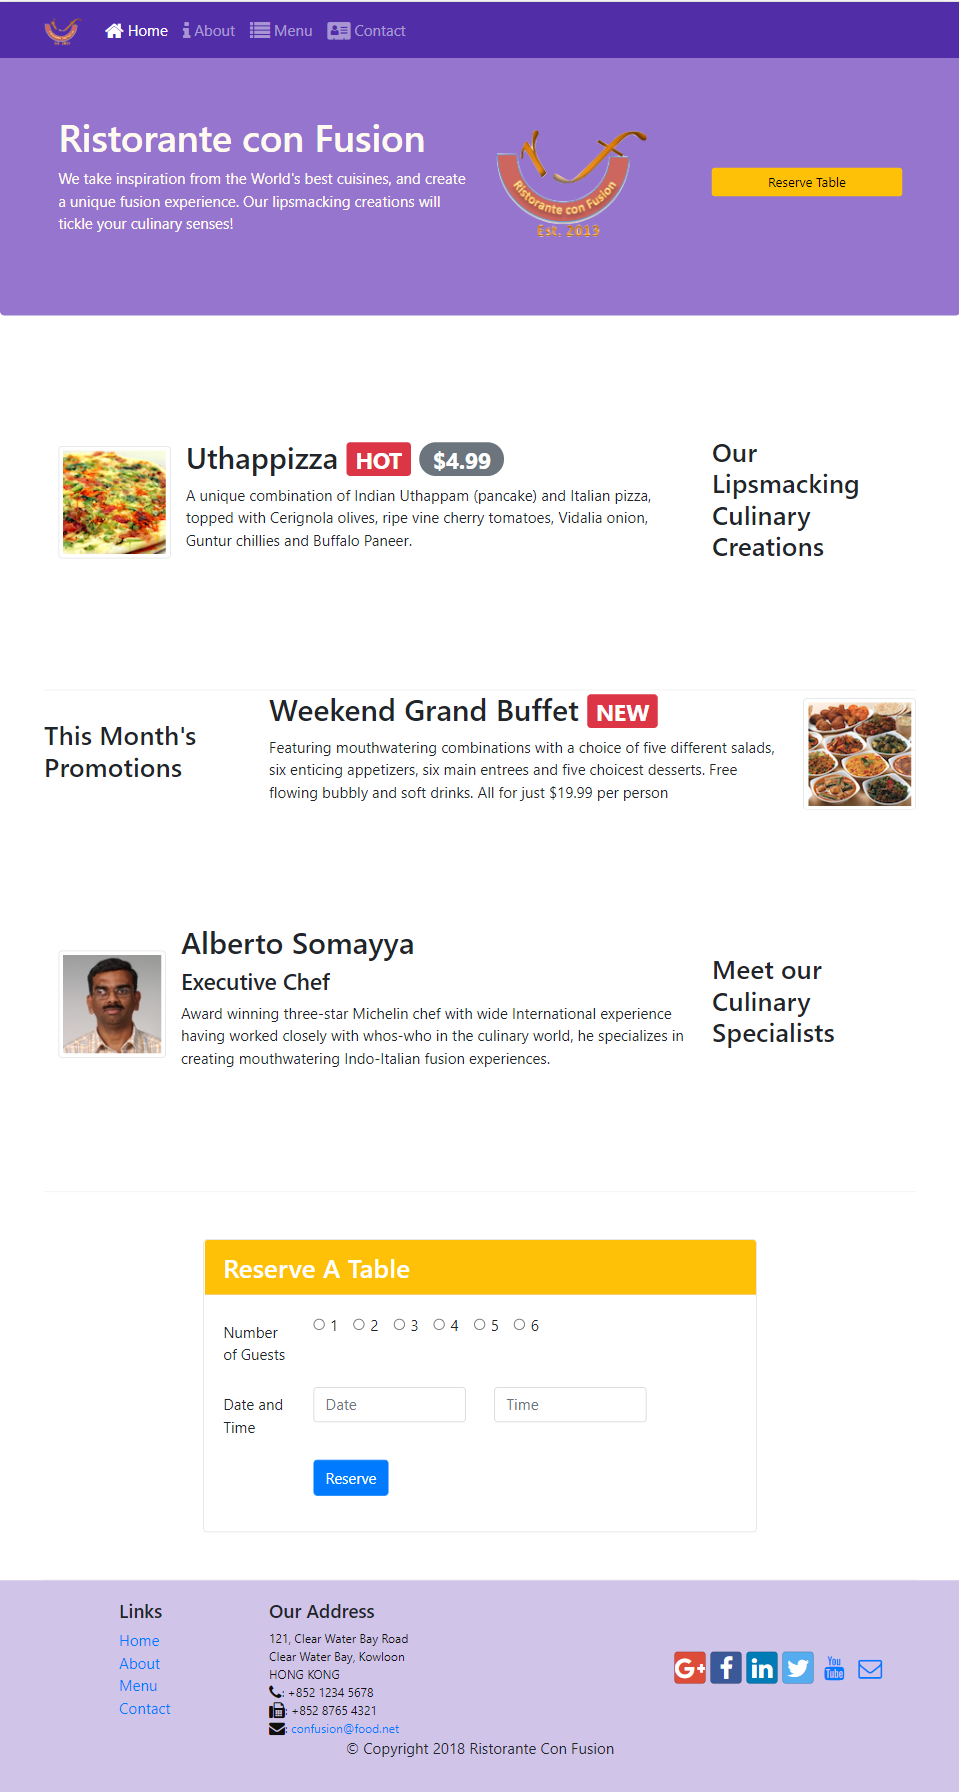 Home About Menu Contact
Ristorante con Fusion
We take inspiration from the World's best cuisines, and create
a unique fusion experience. Our lipsmacking creations will
tickle your culinary senses!
Ristorante con Fusion
Est. 2019
Reserve Table
Uthappizza HOT $4.99
A unique combination of Indian Uthappam (pancake) and Italian pizza,
topped with Cerignola olives, ripe vine cherry tomatoes, Vidalia onion,
Guntur chillies and Buffalo Paneer.
Our
Lipsmacking
Culinary
Creations
This Month's
Promotions
Weekend Grand Buffet NEW
Featuring mouthwatering combinations with a choice of five different salads,
six enticing appetizers, six main entrees and five choicest desserts. Free
flowing bubbly and soft drinks. All for just $19.99 per person
Alberto Somayya
Executive Chef
Award winning three-star Michelin chef with wide International experience
having worked closely with whos-who in the culinary world, he specializes in
creating mouthwatering Indo-Italian fusion experiences.
Meet our
Culinary
Specialists
Reserve A Table
Number
of Guests
1 2 3 4 5 6
Date and
Time
Date Time
Reserve
Links
Home
About
Menu
Contact
Our Address
121, Clear Water Bay Road
Clear Water Bay, Kowloon
HONG KONG
: +852 1234 5678
: +852 8765 4321
: confusion@food.net
G+ f in You Tube
© Copyright 2018 Ristorante Con Fusion